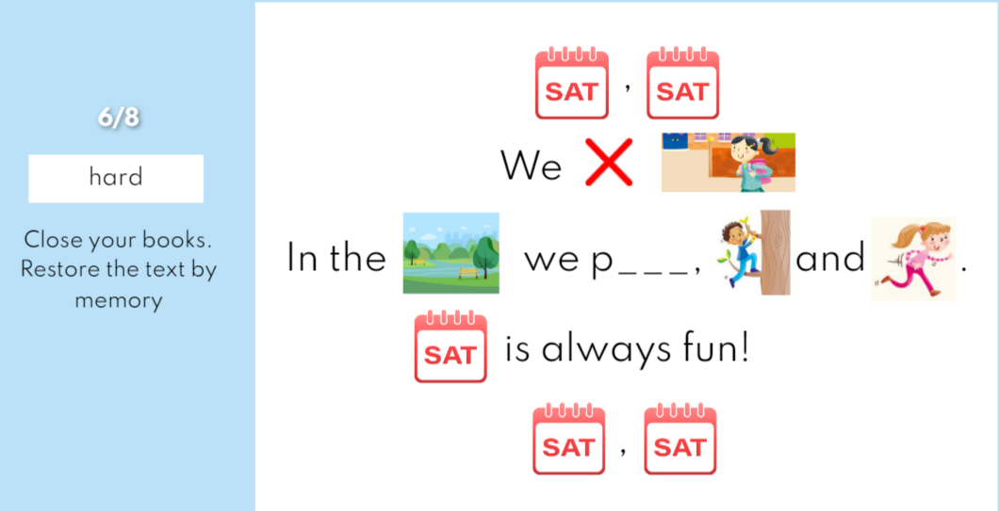 6/8
hard
Close your books.
Restore the text by
memory
SAT , SAT
We
In the we p_ _ _, and .
SAT is always fun!
SAT , SAT